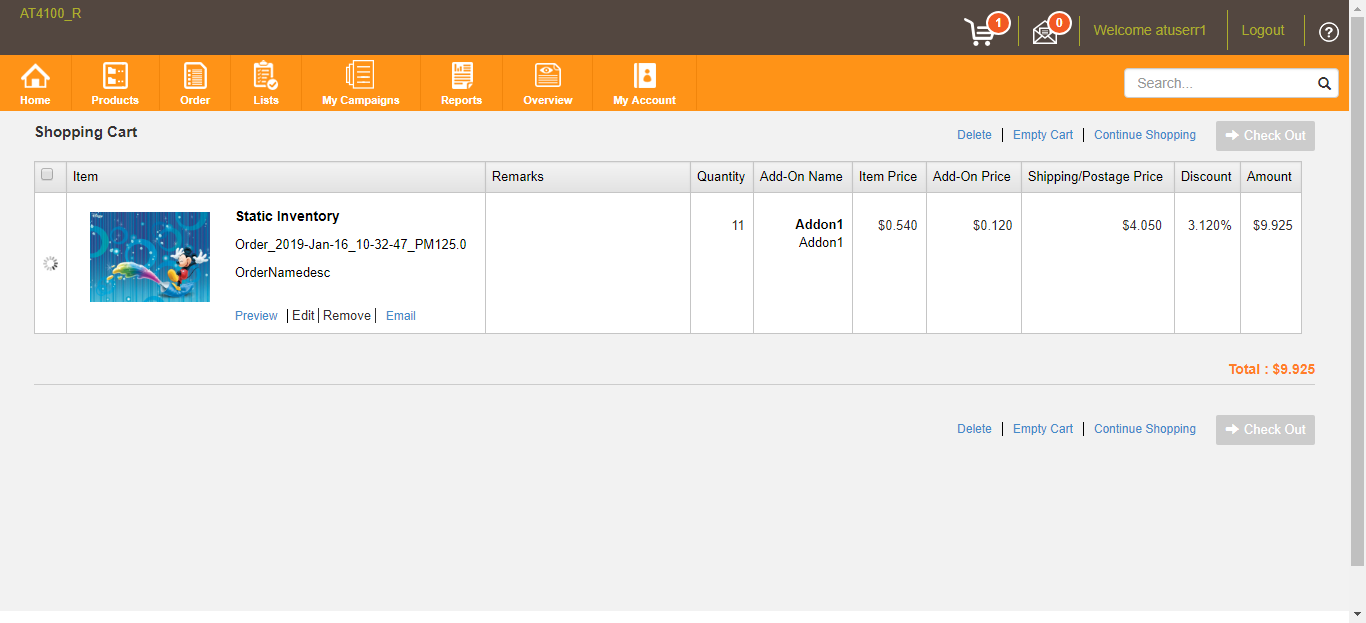 AT4100_R
1
0
Welcome atuserr1
Logout
?
Home
Products
Order
Lists
My Campaigns
Reports
Overview
My Account
Search...
Shopping Cart
Delete
Empty Cart
Continue Shopping
Check Out
Item
Remarks
Quantity
Add-On Name
Item Price
Add-On Price
Shipping/Postage Price
Discount
Amount
Static Inventory
Order_2019-Jan-16_10-32-47_PM125.0
OrderNamedesc
Preview | Edit | Remove | Email
11
Addon1
Addon1
$0.540
$0.120
$4.050
3.120%
$9.925
Total : $9.925
Delete
Empty Cart
Continue Shopping
Check Out